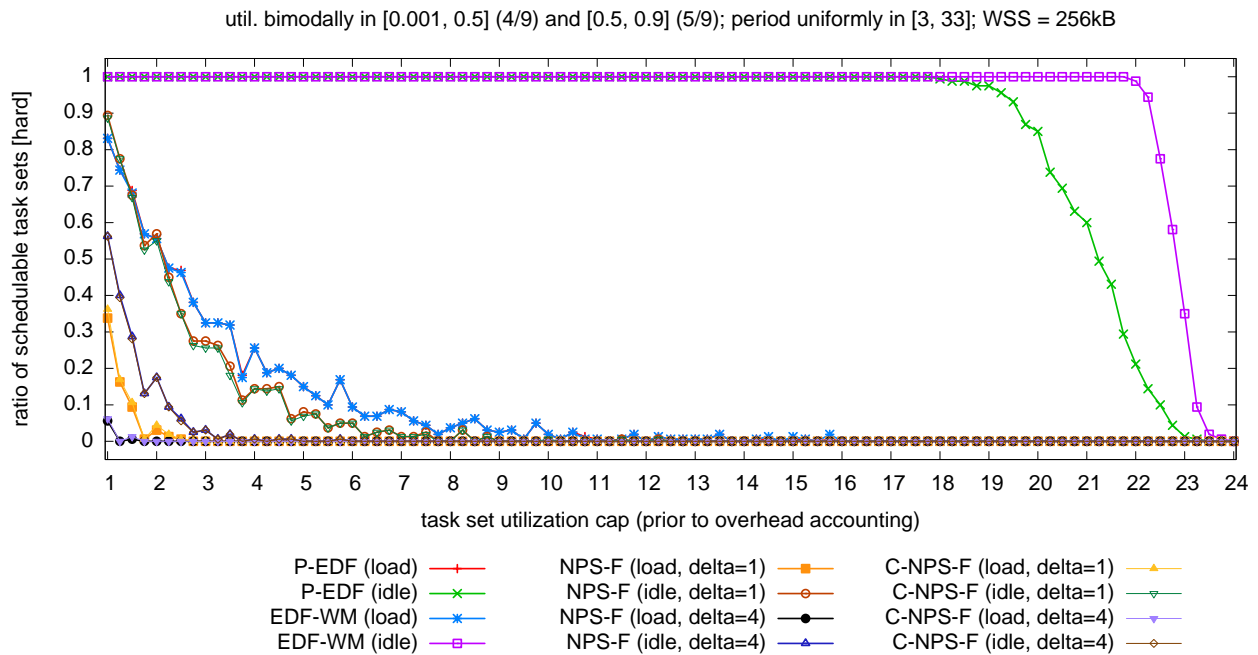 util. bimodally in [0.001, 0.5] (4/9) and [0.5, 0.9] (5/9); period uniformly in [3, 33]; WSS = 256kB
ratio of schedulable task sets [hard]
1
0.9
0.8
0.7
0.6
0.5
0.4
0.3
0.2
0.1
0
1 2 3 4 5 6 7 8 9 10 11 12 13 14 15 16 17 18 19 20 21 22 23 24
task set utilization cap (prior to overhead accounting)
P-EDF (load) NPS-F (load, delta=1) C-NPS-F (load, delta=1)
P-EDF (idle) NPS-F (idle, delta=1) C-NPS-F (idle, delta=1)
EDF-WM (load) NPS-F (load, delta=4) C-NPS-F (load, delta=4)
EDF-WM (idle) NPS-F (idle, delta=4) C-NPS-F (idle, delta=4)